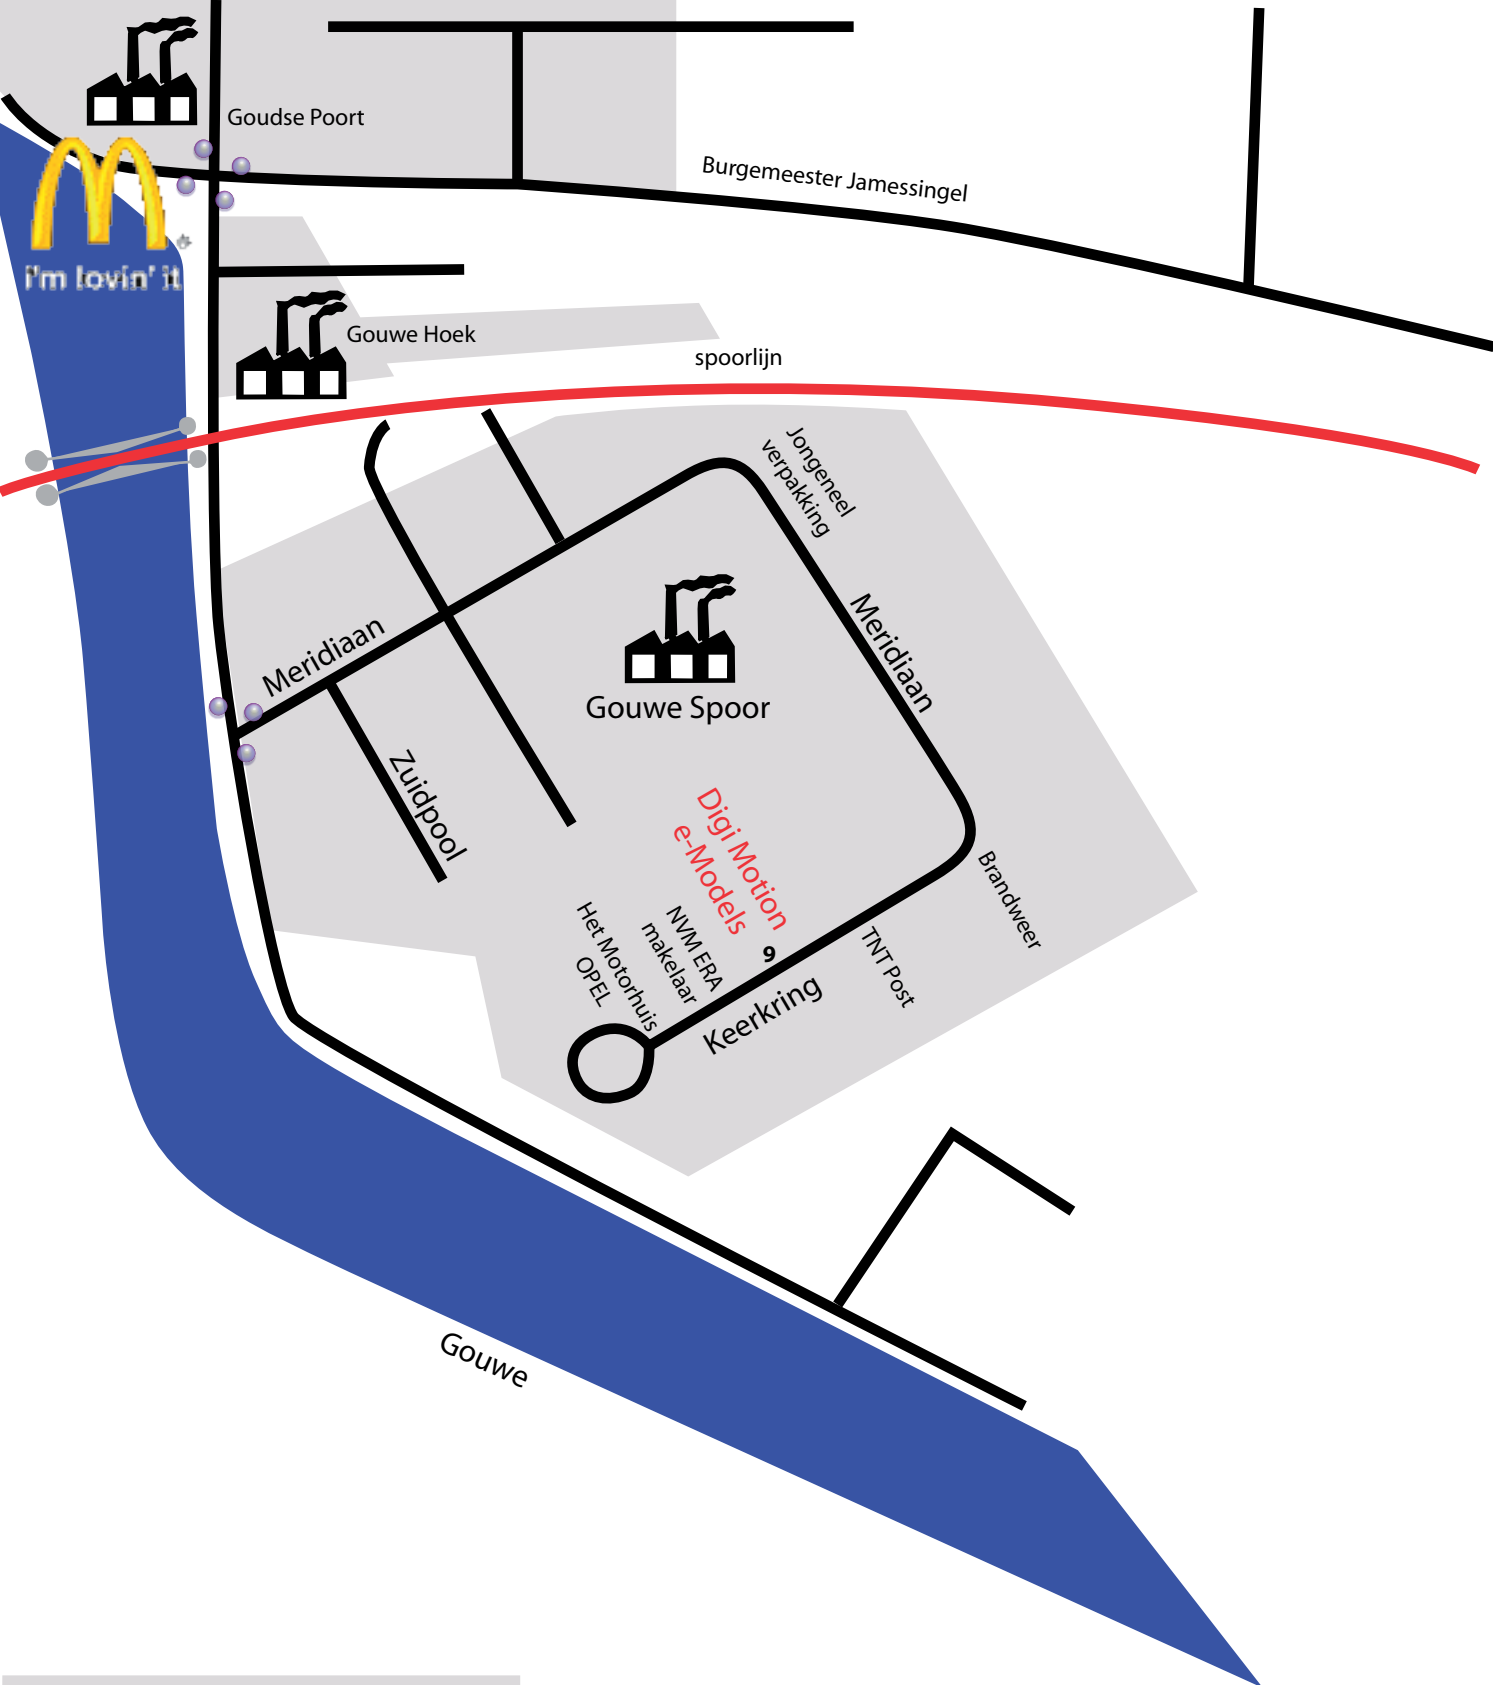 Goudse Poort
Burgemeester Jamessingel
i'm lovin' it
Gouwe Hoek
spoorlijn
Jongeneel
verpakking
Meridiaan
Meridiaan
Gouwe Spoor
Zuidpool
Digi Motion
e-Models
Brandweer
NVM ERA
makelaar
Het Motorhuis
OPEL
9
TNT Post
Keerkring
Gouwe